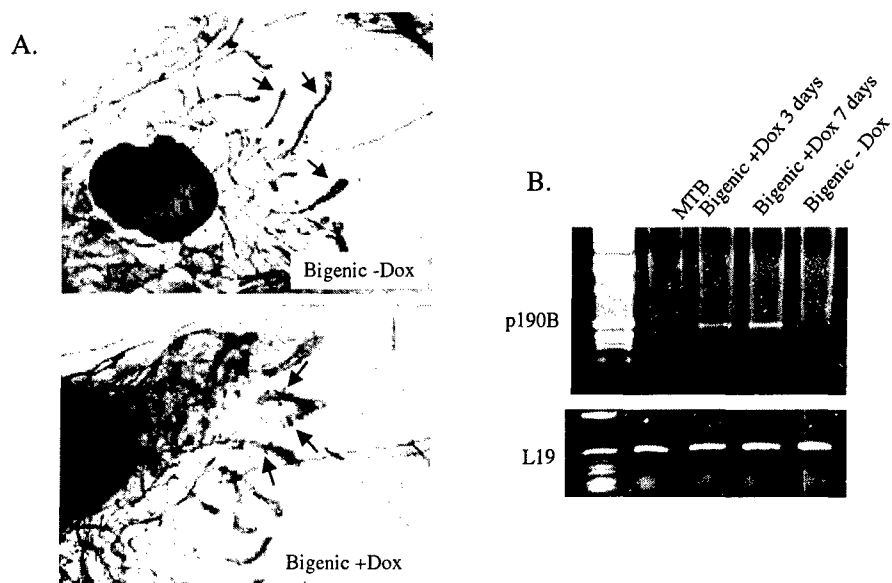 A.
Bigenic -Dox
Bigenic +Dox
B.
MTB
Bigenic +Dox 3 days
Bigenic +Dox 7 days
Bigenic - Dox
p190B
L19